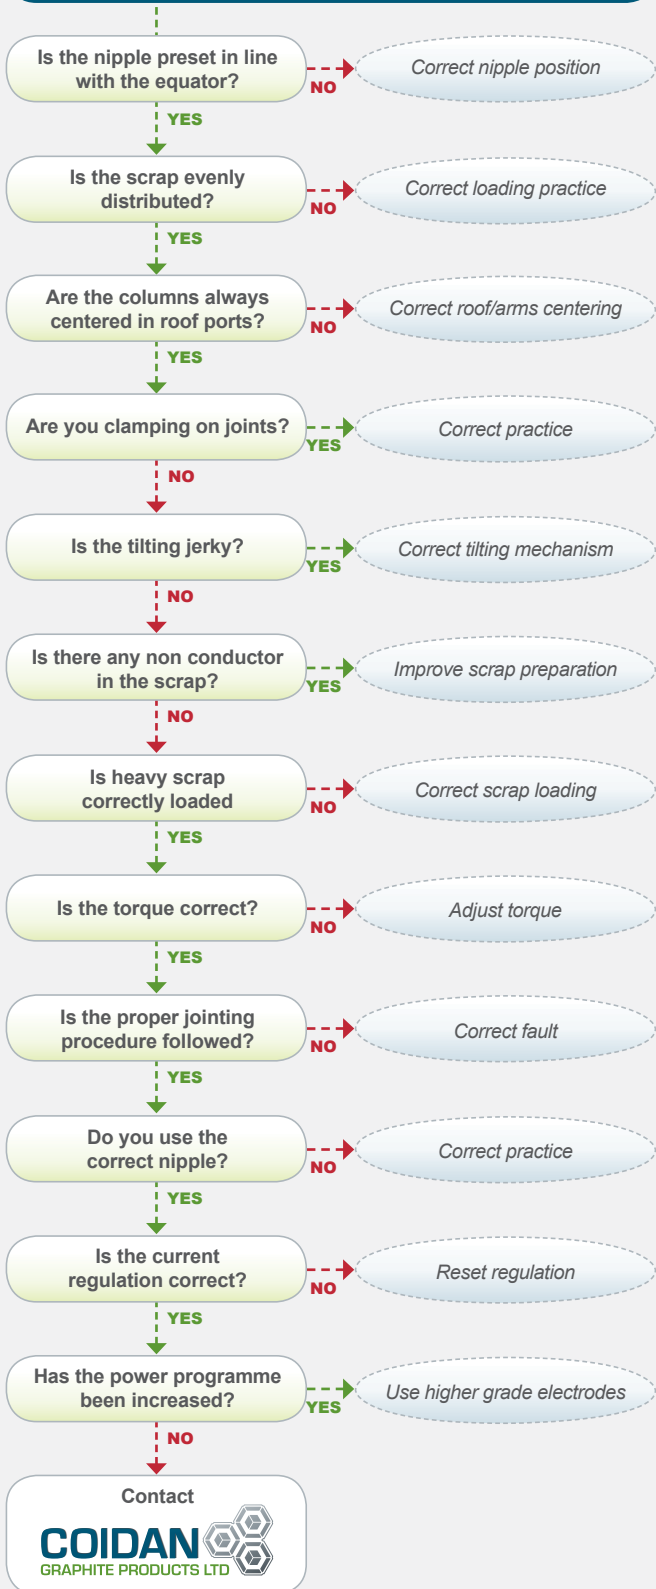 Is the nipple preset in line
with the equator?
NO
Correct nipple position
YES
Is the scrap evenly
distributed?
NO
Correct loading practice
YES
Are the columns always
centered in roof ports?
NO
Correct roof/arms centering
YES
Are you clamping on joints?
YES
Correct practice
NO
Is the tilting jerky?
YES
Correct tilting mechanism
NO
Is there any non conductor
in the scrap?
YES
Improve scrap preparation
NO
Is heavy scrap
correctly loaded
NO
Correct scrap loading
YES
Is the torque correct?
NO
Adjust torque
YES
Is the proper jointing
procedure followed?
NO
Correct fault
YES
Do you use the
correct nipple?
NO
Correct practice
YES
Is the current
regulation correct?
NO
Reset regulation
YES
Has the power programme
been increased?
YES
Use higher grade electrodes
NO
Contact
COIDAN
GRAPHITE PRODUCTS LTD